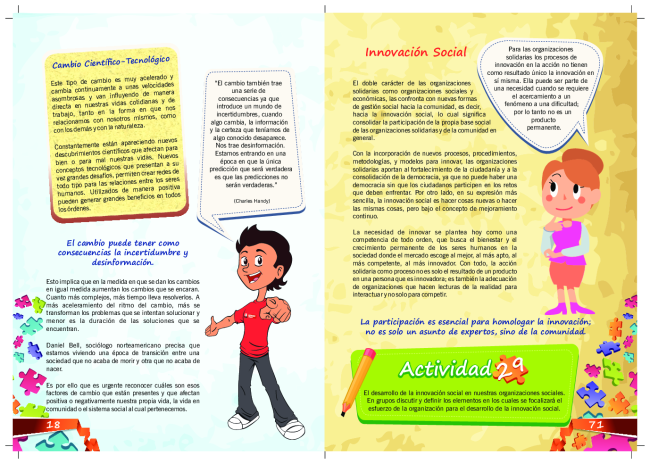 Cambio Científico-Tecnológico
Este tipo de cambio es muy acelerado y
cambia continuamente a unas velocidades
asombrosas y van influyendo de manera
directa en nuestras vidas cotidianas y de
trabajo, tanto en la forma en que nos
relacionamos con nosotros mismos, como
con los demás y con la naturaleza.
Constantemente están apareciendo nuevos
descubrimientos científicos que afectan para
bien o para mal nuestras vidas. Nuevos
conceptos tecnológicos que presentan a su
vez grandes desafíos, permiten crear redes de
todo tipo para las relaciones entre los seres
humanos. Utilizados de manera positiva
pueden generar grandes beneficios en todos
los órdenes.
"El cambio también trae
una serie de
consecuencias ya que
introduce un mundo de
incertidumbres, cuando
algo cambia, la información
y la certeza que teníamos de
algo conocido desaparece.
Nos trae desinformación.
Estamos entrando en una
época en que la única
predicción que será verdadera
es que las predicciones no
serán verdaderas."
(Charles Handy)
El cambio puede tener como
consecuencias la incertidumbre y
desinformación.
Esto implica que en la medida en que se dan los cambios
en igual medida aumentan los cambios que se encaran.
Cuanto más complejos, más tiempo lleva resolverlos. A
más aceleramiento del ritmo del cambio, más se
transforman los problemas que se intentan solucionar y
menor es la duración de las soluciones que se
encuentran.
Daniel Bell, sociólogo norteamericano precisa que
estamos viviendo una época de transición entre una
sociedad que no acaba de morir y otra que no acaba de
nacer.
Es por ello que es urgente reconocer cuáles son esos
factores de cambio que están presentes y que afectan
positiva o negativamente nuestra propia vida, la vida en
comunidad o el sistema social al cual pertenecemos.
18
Innovación Social
El doble carácter de las organizaciones
solidarias como organizaciones sociales y
económicas, las confronta con nuevas formas
de gestión social hacia la comunidad, es decir,
hacia la innovación social, lo cual significa
consolidar la participación de la propia base social
de las organizaciones solidarias y de la comunidad en
general.
Con la incorporación de nuevos procesos, procedimientos,
metodologías, y modelos para innovar, las organizaciones
solidarias aportan al fortalecimiento de la ciudadanía y a la
consolidación de la democracia, ya que no puede haber una
democracia sin que los ciudadanos participen en los retos
que deben enfrentar. Por otro lado, en su expresión más
sencilla, la innovación social es hacer cosas nuevas o hacer
las mismas cosas, pero bajo el concepto de mejoramiento
continuo.
La necesidad de innovar se plantea hoy como una
competencia de todo orden, que busca el bienestar y el
crecimiento permanente de los seres humanos en la
sociedad donde el mercado escoge al mejor, al más apto, al
más competente, al más innovador. Con todo, la acción
solidaria como proceso no es solo el resultado de un producto
en una persona que es innovadora; es también la adecuación
de organizaciones que hacen lecturas de la realidad para
interactuar y no solo para competir.
Para las organizaciones
solidarias los procesos de
innovación en la acción no tienen
como resultado único la innovación en
sí misma. Ella puede ser parte de
una necesidad cuando se requiere
el acercamiento a un
fenómeno a una dificultad;
por lo tanto no es un
producto
permanente.
La participación es esencial para homologar la innovación;
no es solo un asunto de expertos, sino de la comunidad.
Actividad 29
El desarrollo de la innovación social en nuestras organizaciones sociales.
En grupos discutir y definir los elementos en los cuales se focalizará el
esfuerzo de la organización para el desarrollo de la innovación social.
71